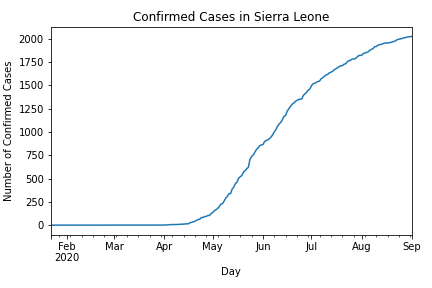 Confirmed Cases in Sierra Leone
Number of Confirmed Cases
2000
1750
1500
1250
1000
750
500
250
0
Feb Mar Apr May Jun Jul Aug Sep
2020
Day